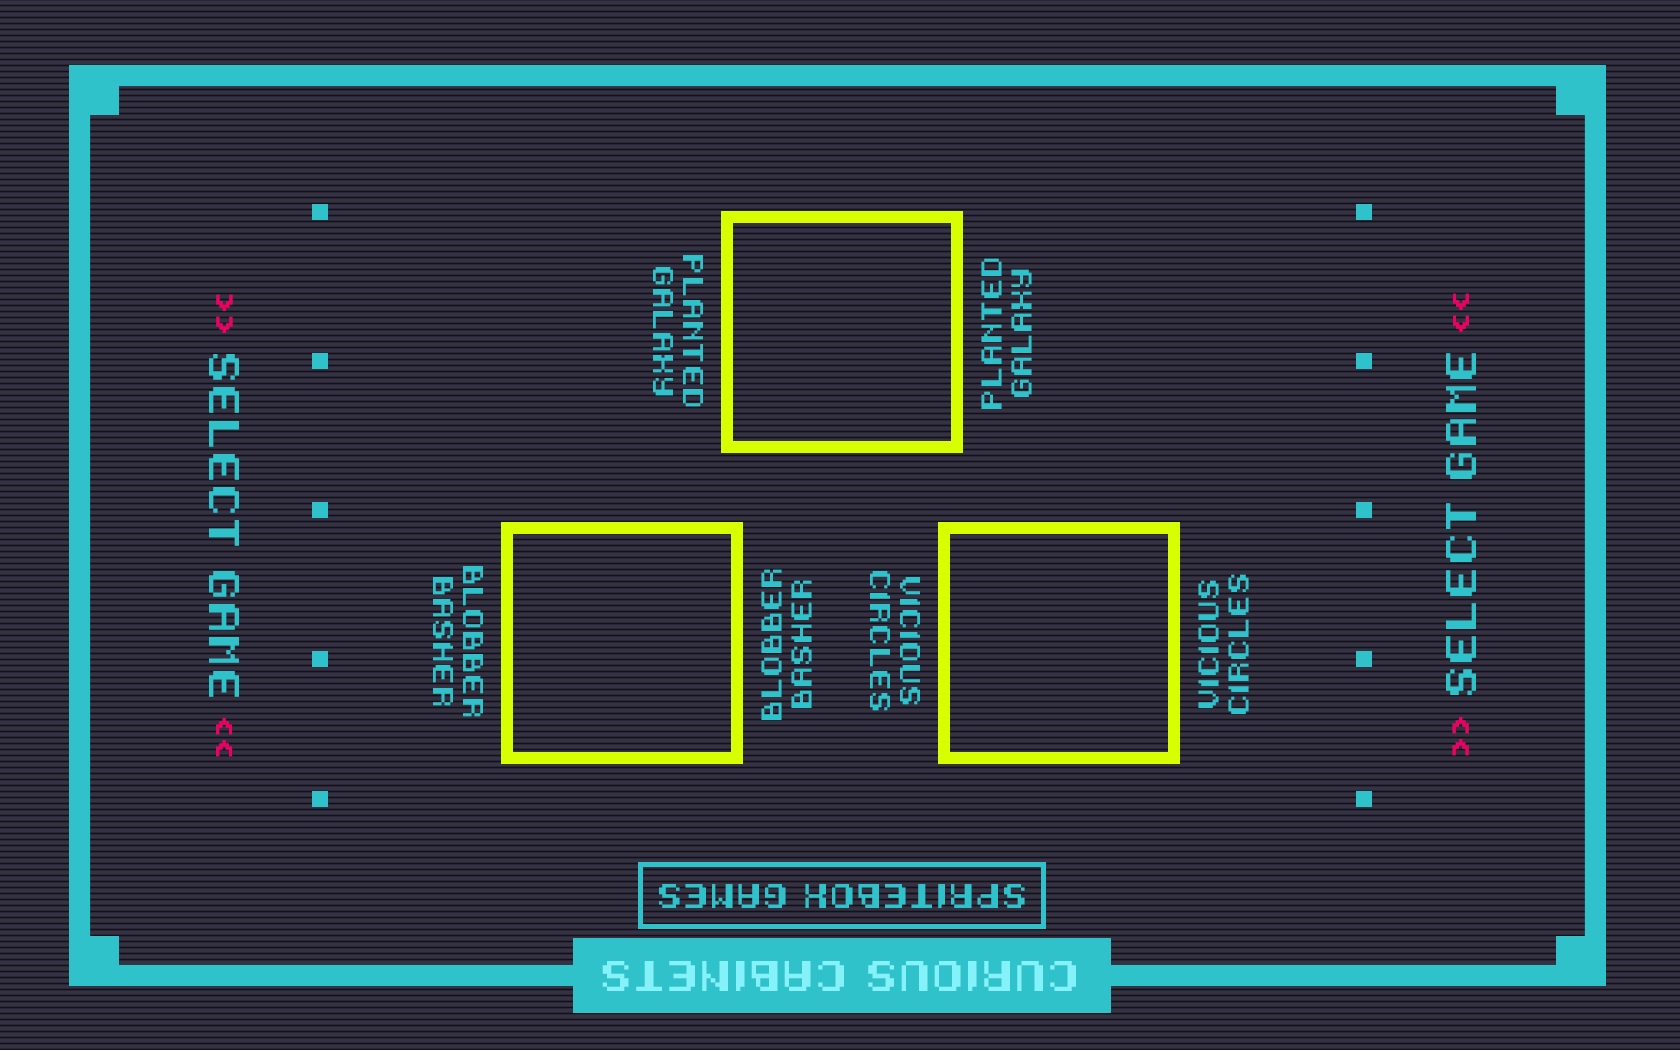 >> SELECT GAME <<
PLANTED
GALAXY
PLANTED
GALAXY
>> SELECT GAME <<
BLOBBER
BASHER
BLOBBER
BASHER
VICIOUS
CIRCLES
VICIOUS
CIRCLES
SPRITEBOX GAMES
CURIOUS CABINETS